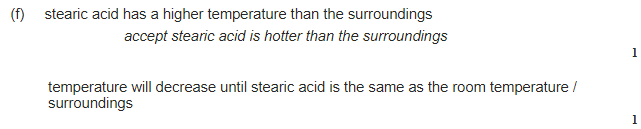 (f) stearic acid has a higher temperature than the surroundings
accept stearic acid is hotter than the surroundings
1
temperature will decrease until stearic acid is the same as the room temperature /
surroundings
1